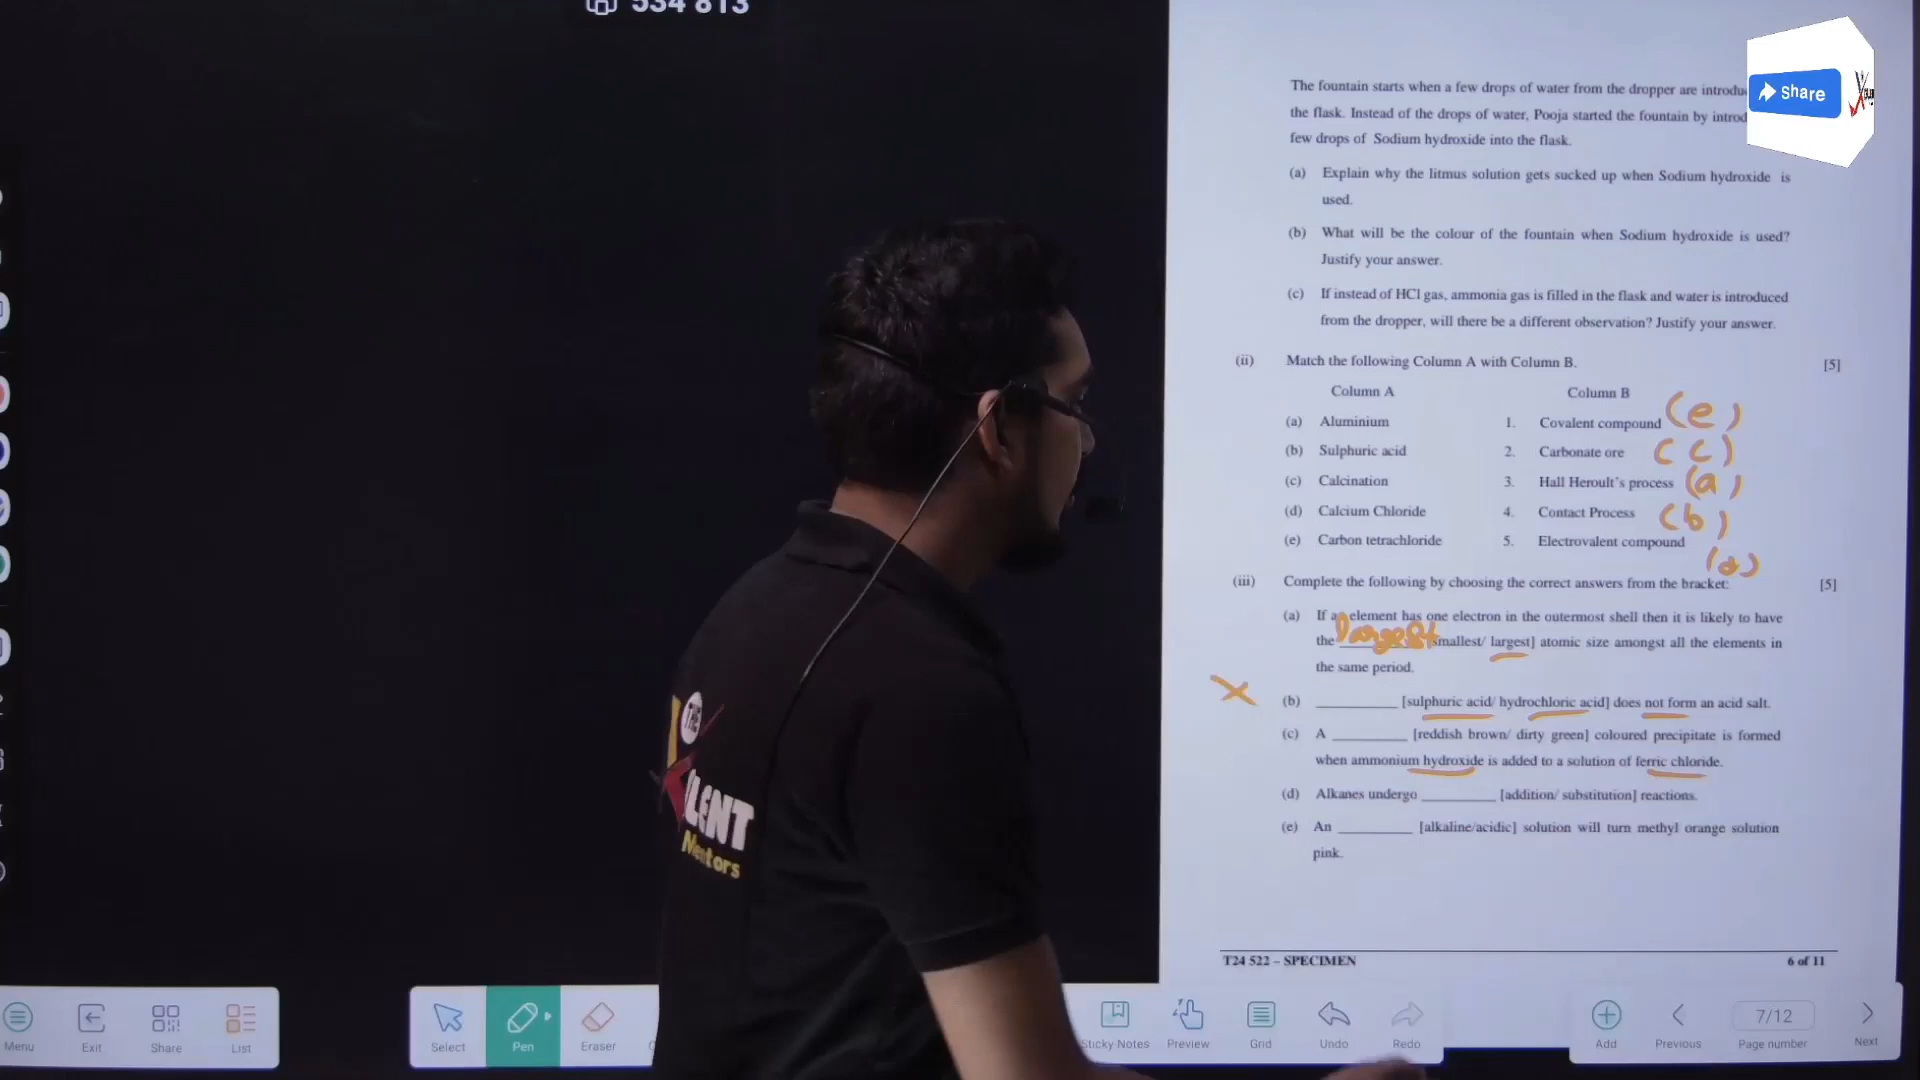 534 813
Share
The fountain starts when a few drops of water from the dropper are
the flask. Instead of the drops of water, Pooja started the fountain by
few drops of Sodium hydroxide into the flask.
(a) Explain why the litmus solution gets sucked up when Sodium hydroxide is
used.
(b) What will be the colour of the fountain when Sodium hydroxide is used?
Justify your answer.
(c) If instead of HCl gas, ammonia gas is filled in the flask and water is introduced
from the dropper, will there be a different observation? Justify your answer.
(ii) Match the following Column A with Column B. [5]
Column A Column B
(a) Aluminium 1. Covalent compound (e)
(b) Sulphuric acid 2. Carbonate ore (c)
(c) Calcination 3. Hall Heroult's process (a)
(d) Calcium Chloride 4. Contact Process (b)
(e) Carbon tetrachloride 5. Electrovalent compound
(d)
(iii) Complete the following by choosing the correct answers from the bracket: [5]
(a) If an element has one electron in the outermost shell then it is likely to have
the largest smallest/ largest] atomic size amongst all the elements in
the same period.
(b) ________ [sulphuric acid/ hydrochloric acid] does not form an acid salt.
(c) A ________ [reddish brown/ dirty green] coloured precipitate is formed
when ammonium hydroxide is added to a solution of ferric chloride.
(d) Alkanes undergo ________ [addition/ substitution] reactions.
(e) An ________ [alkaline/acidic] solution will turn methyl orange solution
pink.
T24 522 – SPECIMEN 6 of 11
THE
LENT
Mentors
Menu Exit Share List Select Pen Eraser Sticky Notes Preview Grid Undo Redo Add Previous 7/12 Page number Next